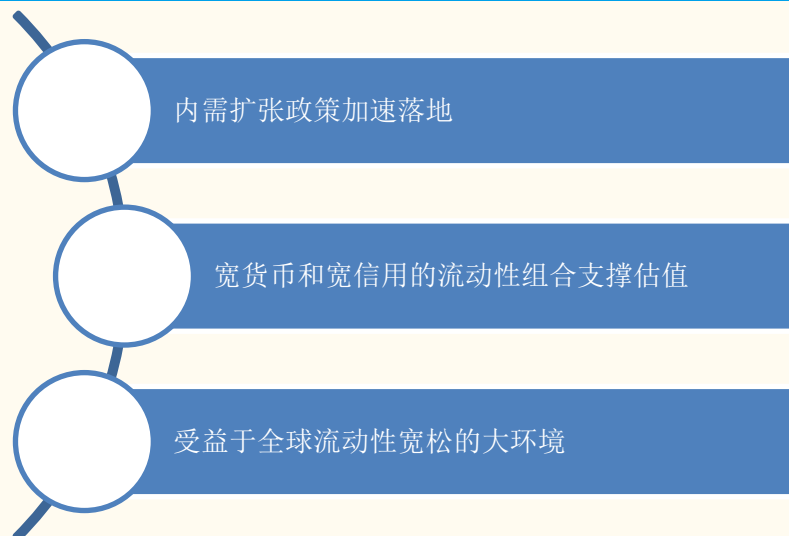 内需扩张政策加速落地
宽货币和宽信用的流动性组合支撑估值
受益于全球流动性宽松的大环境